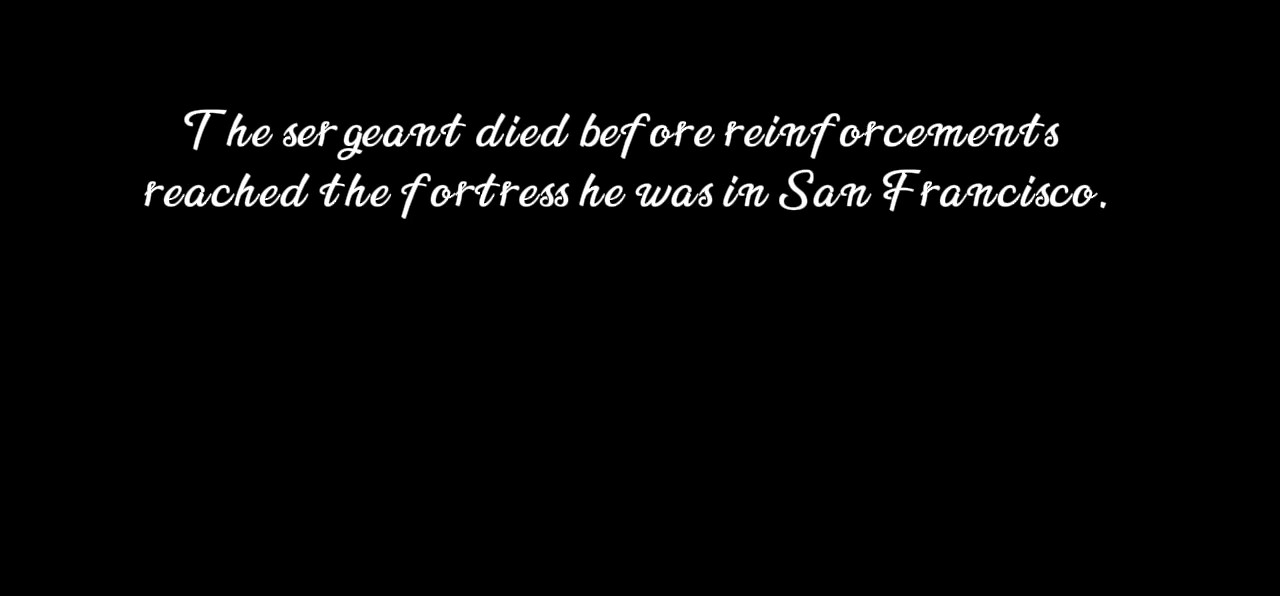 The sergeant died before reinforcements
reached the fortress he was in San Francisco.